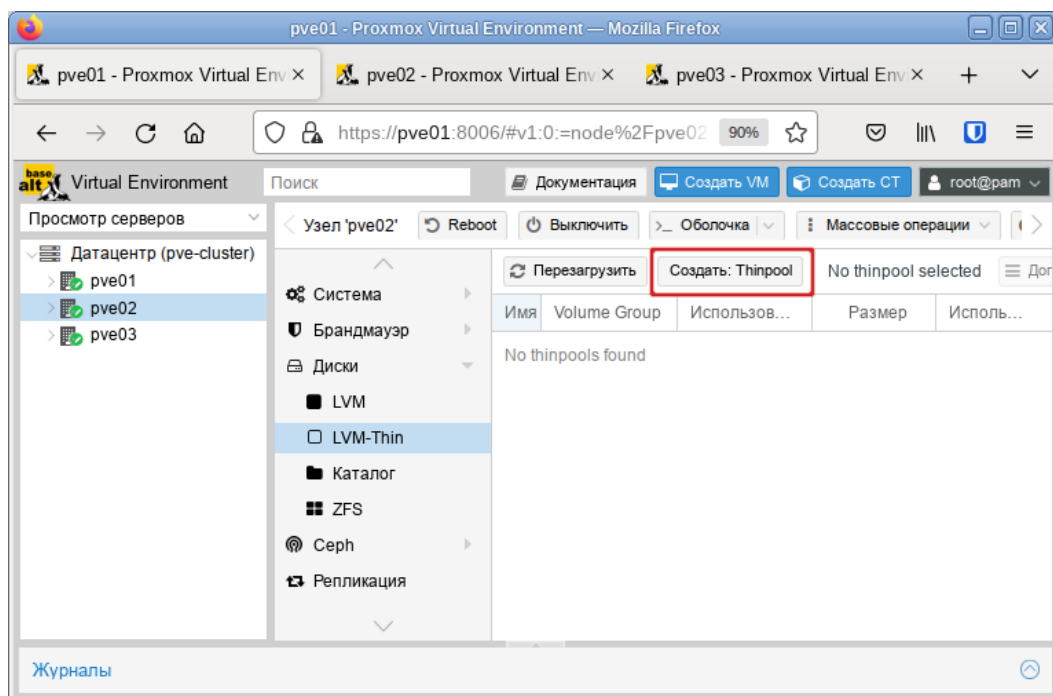 pve01 - Proxmox Virtual Environment — Mozilla Firefox
pve01 - Proxmox Virtual Env pve02 - Proxmox Virtual Env pve03 - Proxmox Virtual Env
https://pve01:8006/#v1:0:=node%2Fpve02 90%
base alt Virtual Environment Поиск Документация Создать VM Создать CT root@pam
Просмотр серверов Узел 'pve02' Reboot Выключить Оболочка Массовые операции
Датацентр (pve-cluster)
pve01
pve02
pve03
Система
Брандмауэр
Диски
LVM
LVM-Thin
Каталог
ZFS
Ceph
Репликация
Перезагрузить Создать: Thinpool No thinpool selected Доп
Имя Volume Group Использов... Размер Исполь...
No thinpools found
Журналы